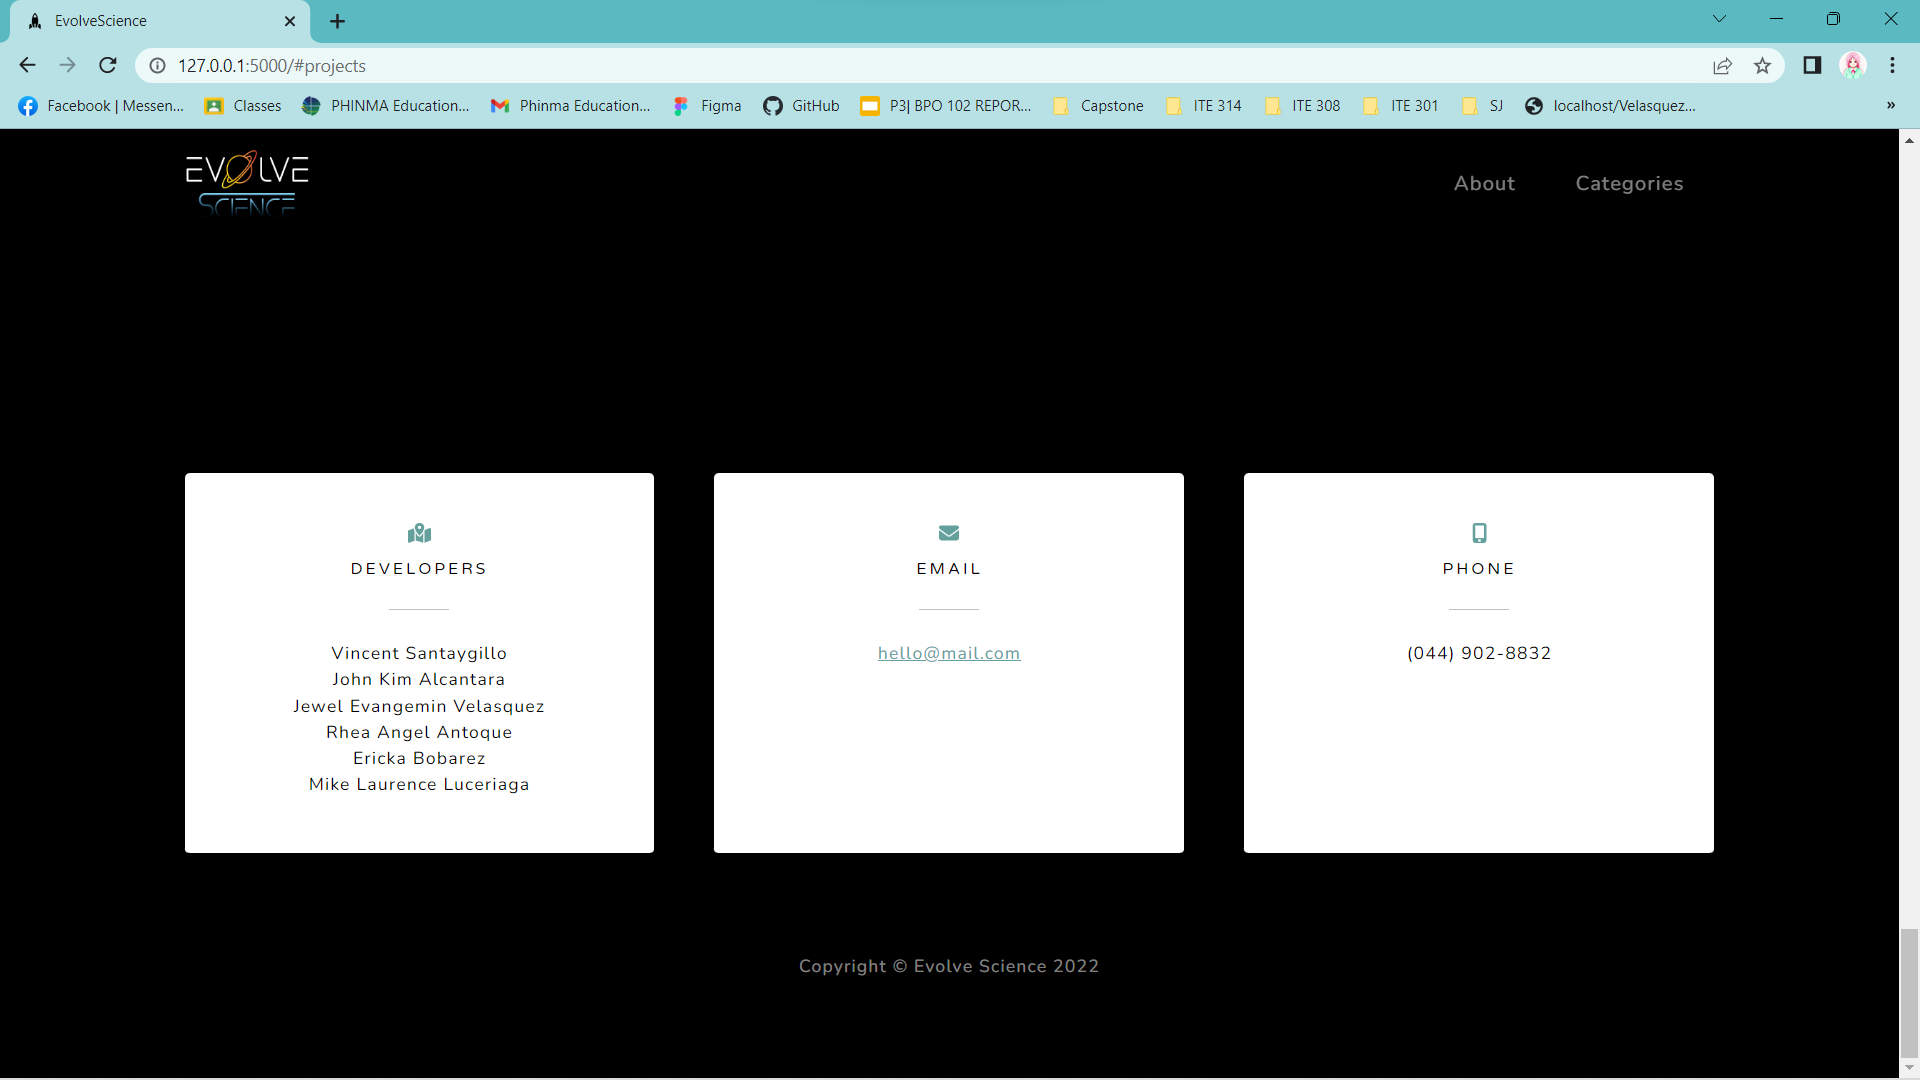 EvolveScience
127.0.0.1:5000/#projects
Facebook | Messen...
Classes
PHINMA Education...
Phinma Education...
Figma
GitHub
P3| BPO 102 REPOR...
Capstone
ITE 314
ITE 308
ITE 301
SJ
localhost/Velasquez...
»
EVOLVE
SCIENCE
About
Categories
DEVELOPERS
Vincent Santaygillo
John Kim Alcantara
Jewel Evangemin Velasquez
Rhea Angel Antoque
Ericka Bobarez
Mike Laurence Luceriaga
EMAIL
hello@mail.com
PHONE
(044) 902-8832
Copyright © Evolve Science 2022